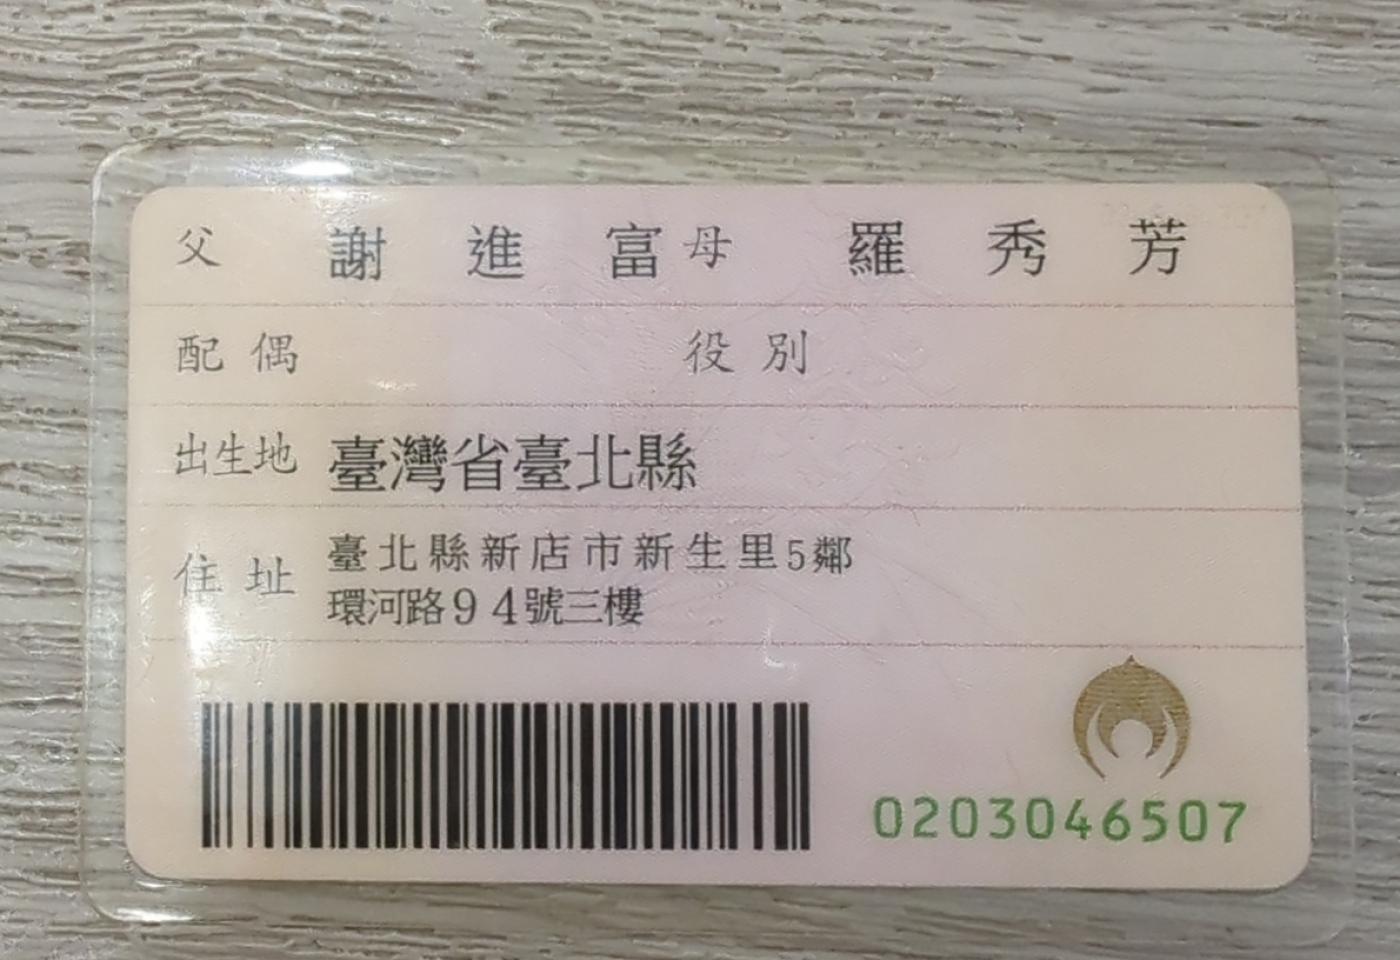 父 謝進富 母 羅秀芳
配偶 役別
出生地 臺灣省臺北縣
住址 臺北縣新店市新生里5鄰
環河路94號三樓
0203046507